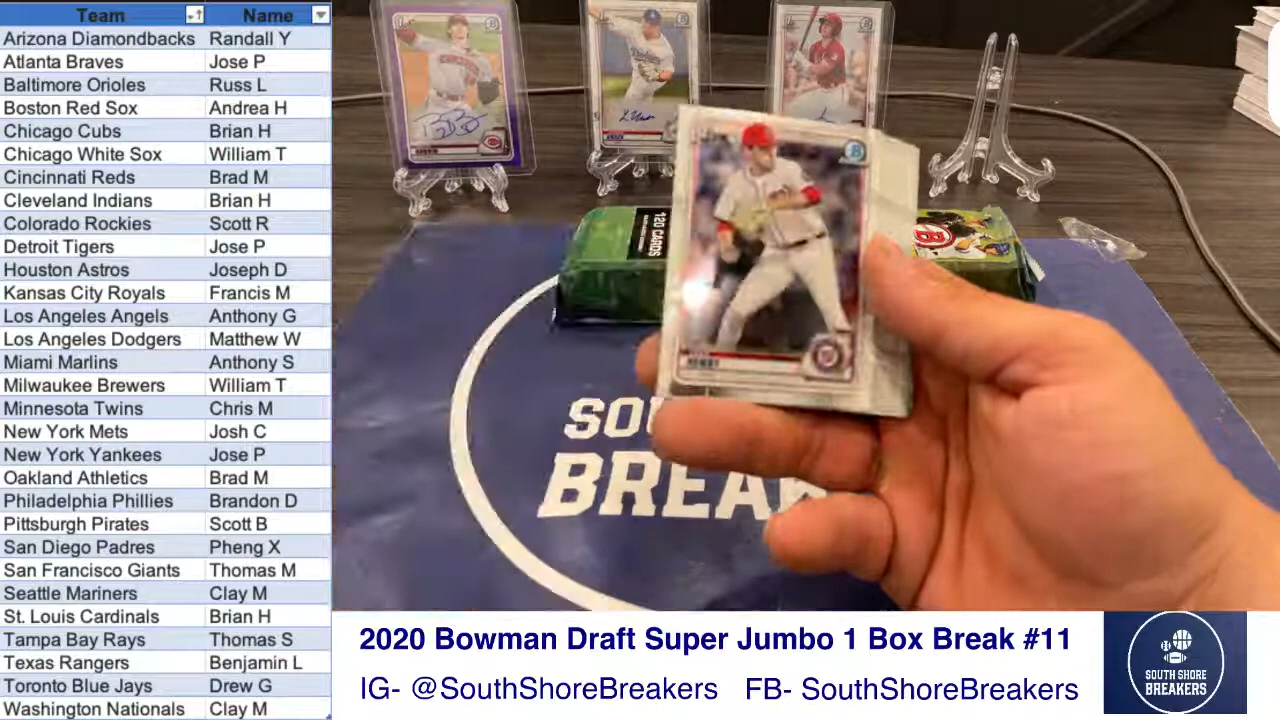 Team Name
Arizona Diamondbacks Randall Y
Atlanta Braves Jose P
Baltimore Orioles Russ L
Boston Red Sox Andrea H
Chicago Cubs Brian H
Chicago White Sox William T
Cincinnati Reds Brad M
Cleveland Indians Brian H
Colorado Rockies Scott R
Detroit Tigers Jose P
Houston Astros Joseph D
Kansas City Royals Francis M
Los Angeles Angels Anthony G
Los Angeles Dodgers Matthew W
Miami Marlins Anthony S
Milwaukee Brewers William T
Minnesota Twins Chris M
New York Mets Josh C
New York Yankees Jose P
Oakland Athletics Brad M
Philadelphia Phillies Brandon D
Pittsburgh Pirates Scott B
San Diego Padres Pheng X
San Francisco Giants Thomas M
Seattle Mariners Clay M
St. Louis Cardinals Brian H
Tampa Bay Rays Thomas S
Texas Rangers Benjamin L
Toronto Blue Jays Drew G
Washington Nationals Clay M
120 CARDS
SOU
BREAK
2020 Bowman Draft Super Jumbo 1 Box Break #11
IG- @SouthShoreBreakers FB- SouthShoreBreakers
SOUTH SHORE
BREAKERS